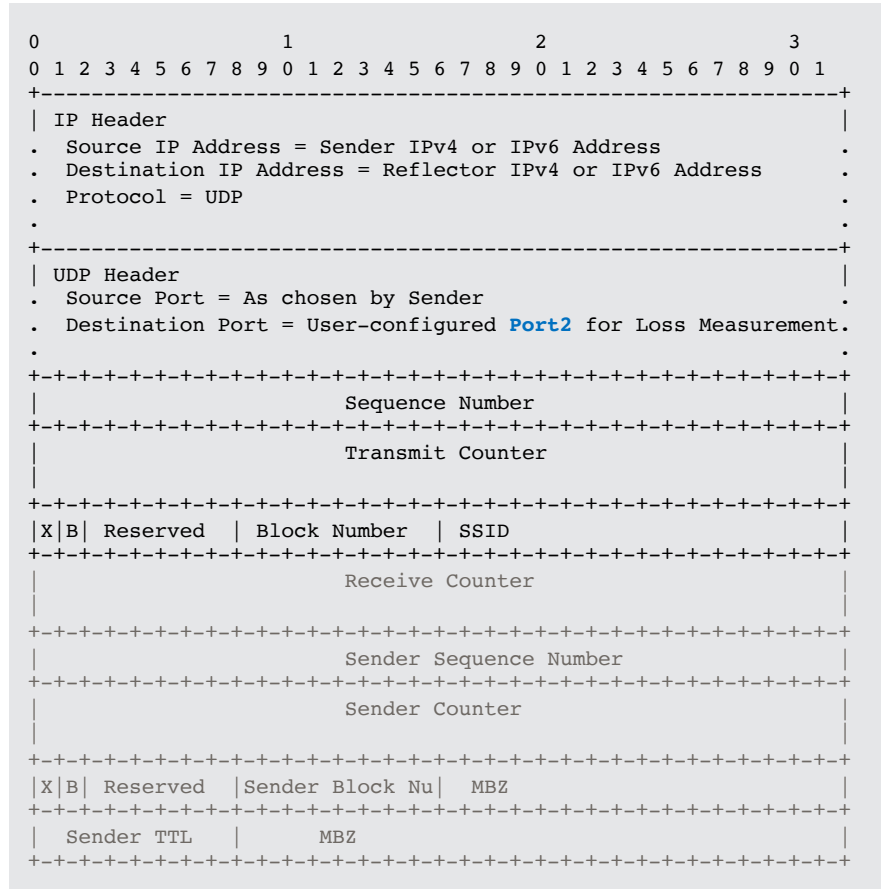 0                   1                   2                   3
0 1 2 3 4 5 6 7 8 9 0 1 2 3 4 5 6 7 8 9 0 1 2 3 4 5 6 7 8 9 0 1
+---------------------------------------------------------------+
| IP Header                                                     |
.  Source IP Address = Sender IPv4 or IPv6 Address              .
.  Destination IP Address = Reflector IPv4 or IPv6 Address      .
.  Protocol = UDP                                               .
.                                                               .
+---------------------------------------------------------------+
| UDP Header                                                    |
.  Source Port = As chosen by Sender                            .
.  Destination Port = User-configured Port2 for Loss Measurement.
.                                                               .
+-+-+-+-+-+-+-+-+-+-+-+-+-+-+-+-+-+-+-+-+-+-+-+-+-+-+-+-+-+-+-+-+
|                        Sequence Number                        |
+-+-+-+-+-+-+-+-+-+-+-+-+-+-+-+-+-+-+-+-+-+-+-+-+-+-+-+-+-+-+-+-+
|                        Transmit Counter                       |
|                                                               |
+-+-+-+-+-+-+-+-+-+-+-+-+-+-+-+-+-+-+-+-+-+-+-+-+-+-+-+-+-+-+-+-+
|X|B| Reserved  | Block Number  | SSID                          |
+-+-+-+-+-+-+-+-+-+-+-+-+-+-+-+-+-+-+-+-+-+-+-+-+-+-+-+-+-+-+-+-+
|                        Receive Counter                        |
|                                                               |
+-+-+-+-+-+-+-+-+-+-+-+-+-+-+-+-+-+-+-+-+-+-+-+-+-+-+-+-+-+-+-+-+
|                        Sender Sequence Number                 |
+-+-+-+-+-+-+-+-+-+-+-+-+-+-+-+-+-+-+-+-+-+-+-+-+-+-+-+-+-+-+-+-+
|                        Sender Counter                         |
|                                                               |
+-+-+-+-+-+-+-+-+-+-+-+-+-+-+-+-+-+-+-+-+-+-+-+-+-+-+-+-+-+-+-+-+
|X|B| Reserved  |Sender Block Nu|  MBZ                          |
+-+-+-+-+-+-+-+-+-+-+-+-+-+-+-+-+-+-+-+-+-+-+-+-+-+-+-+-+-+-+-+-+
|  Sender TTL   |      MBZ                                      |
+-+-+-+-+-+-+-+-+-+-+-+-+-+-+-+-+-+-+-+-+-+-+-+-+-+-+-+-+-+-+-+-+